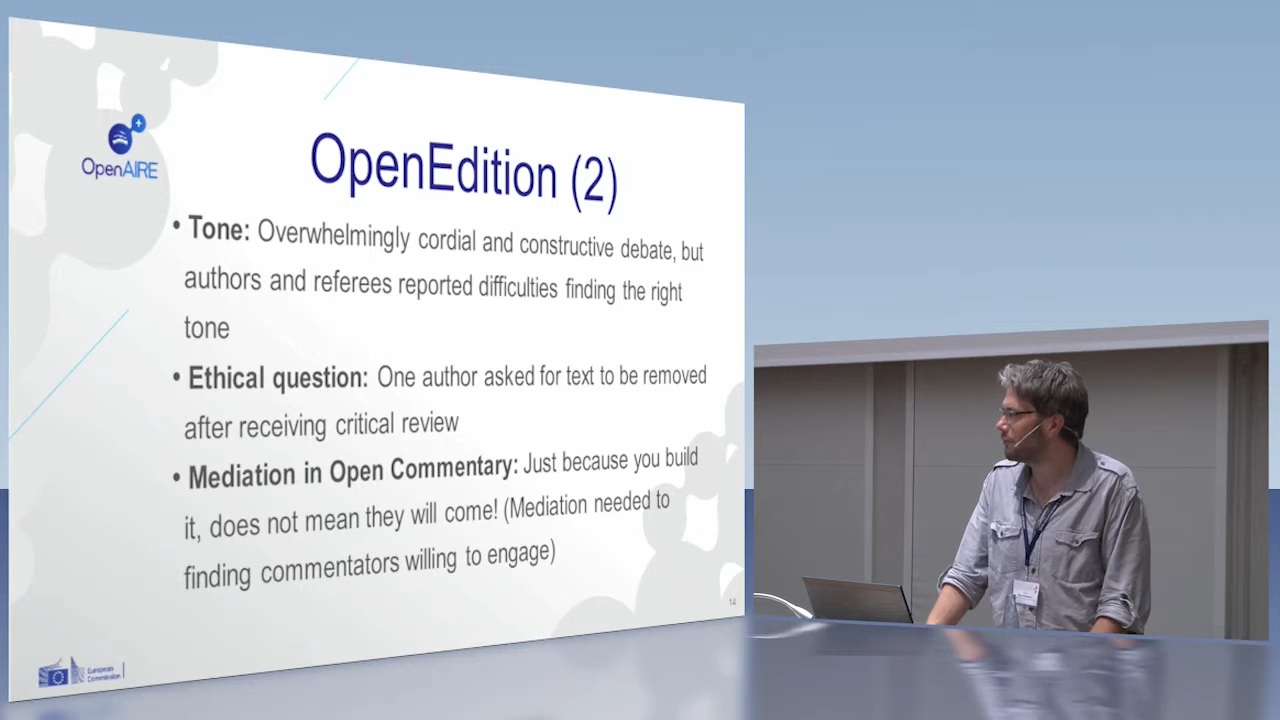 OpenAIRE
OpenEdition (2)
• Tone: Overwhelmingly cordial and constructive debate, but
authors and referees reported difficulties finding the right
tone
• Ethical question: One author asked for text to be removed
after receiving critical review
• Mediation in Open Commentary: Just because you build
it, does not mean they will come! (Mediation needed to
finding commentators willing to engage)
14
European
Commission